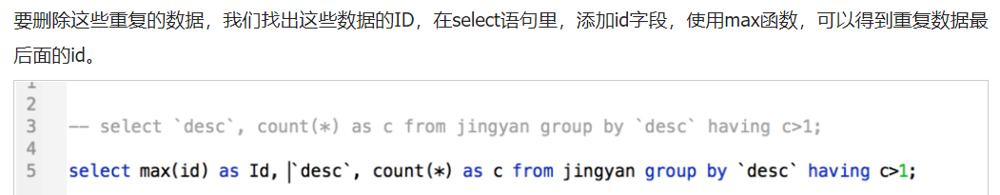 要删除这些重复的数据，我们找出这些数据的ID，在select语句里，添加id字段，使用max函数，可以得到重复数据最
后面的id。
1
2
3 -- select `desc`, count(*) as c from jingyan group by `desc` having c>1;
4
5 select max(id) as Id, `desc`, count(*) as c from jingyan group by `desc` having c>1;